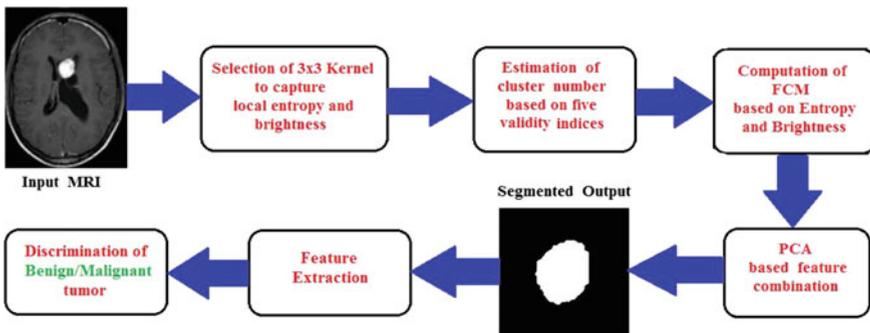 Input MRI
Selection of 3x3 Kernel
to capture
local entropy and
brightness
Estimation of
cluster number
based on five
validity indices
Computation of
FCM
based on Entropy
and Brightness
PCA
based feature
combination
Segmented Output
Feature
Extraction
Discrimination of
Benign/Malignant
tumor